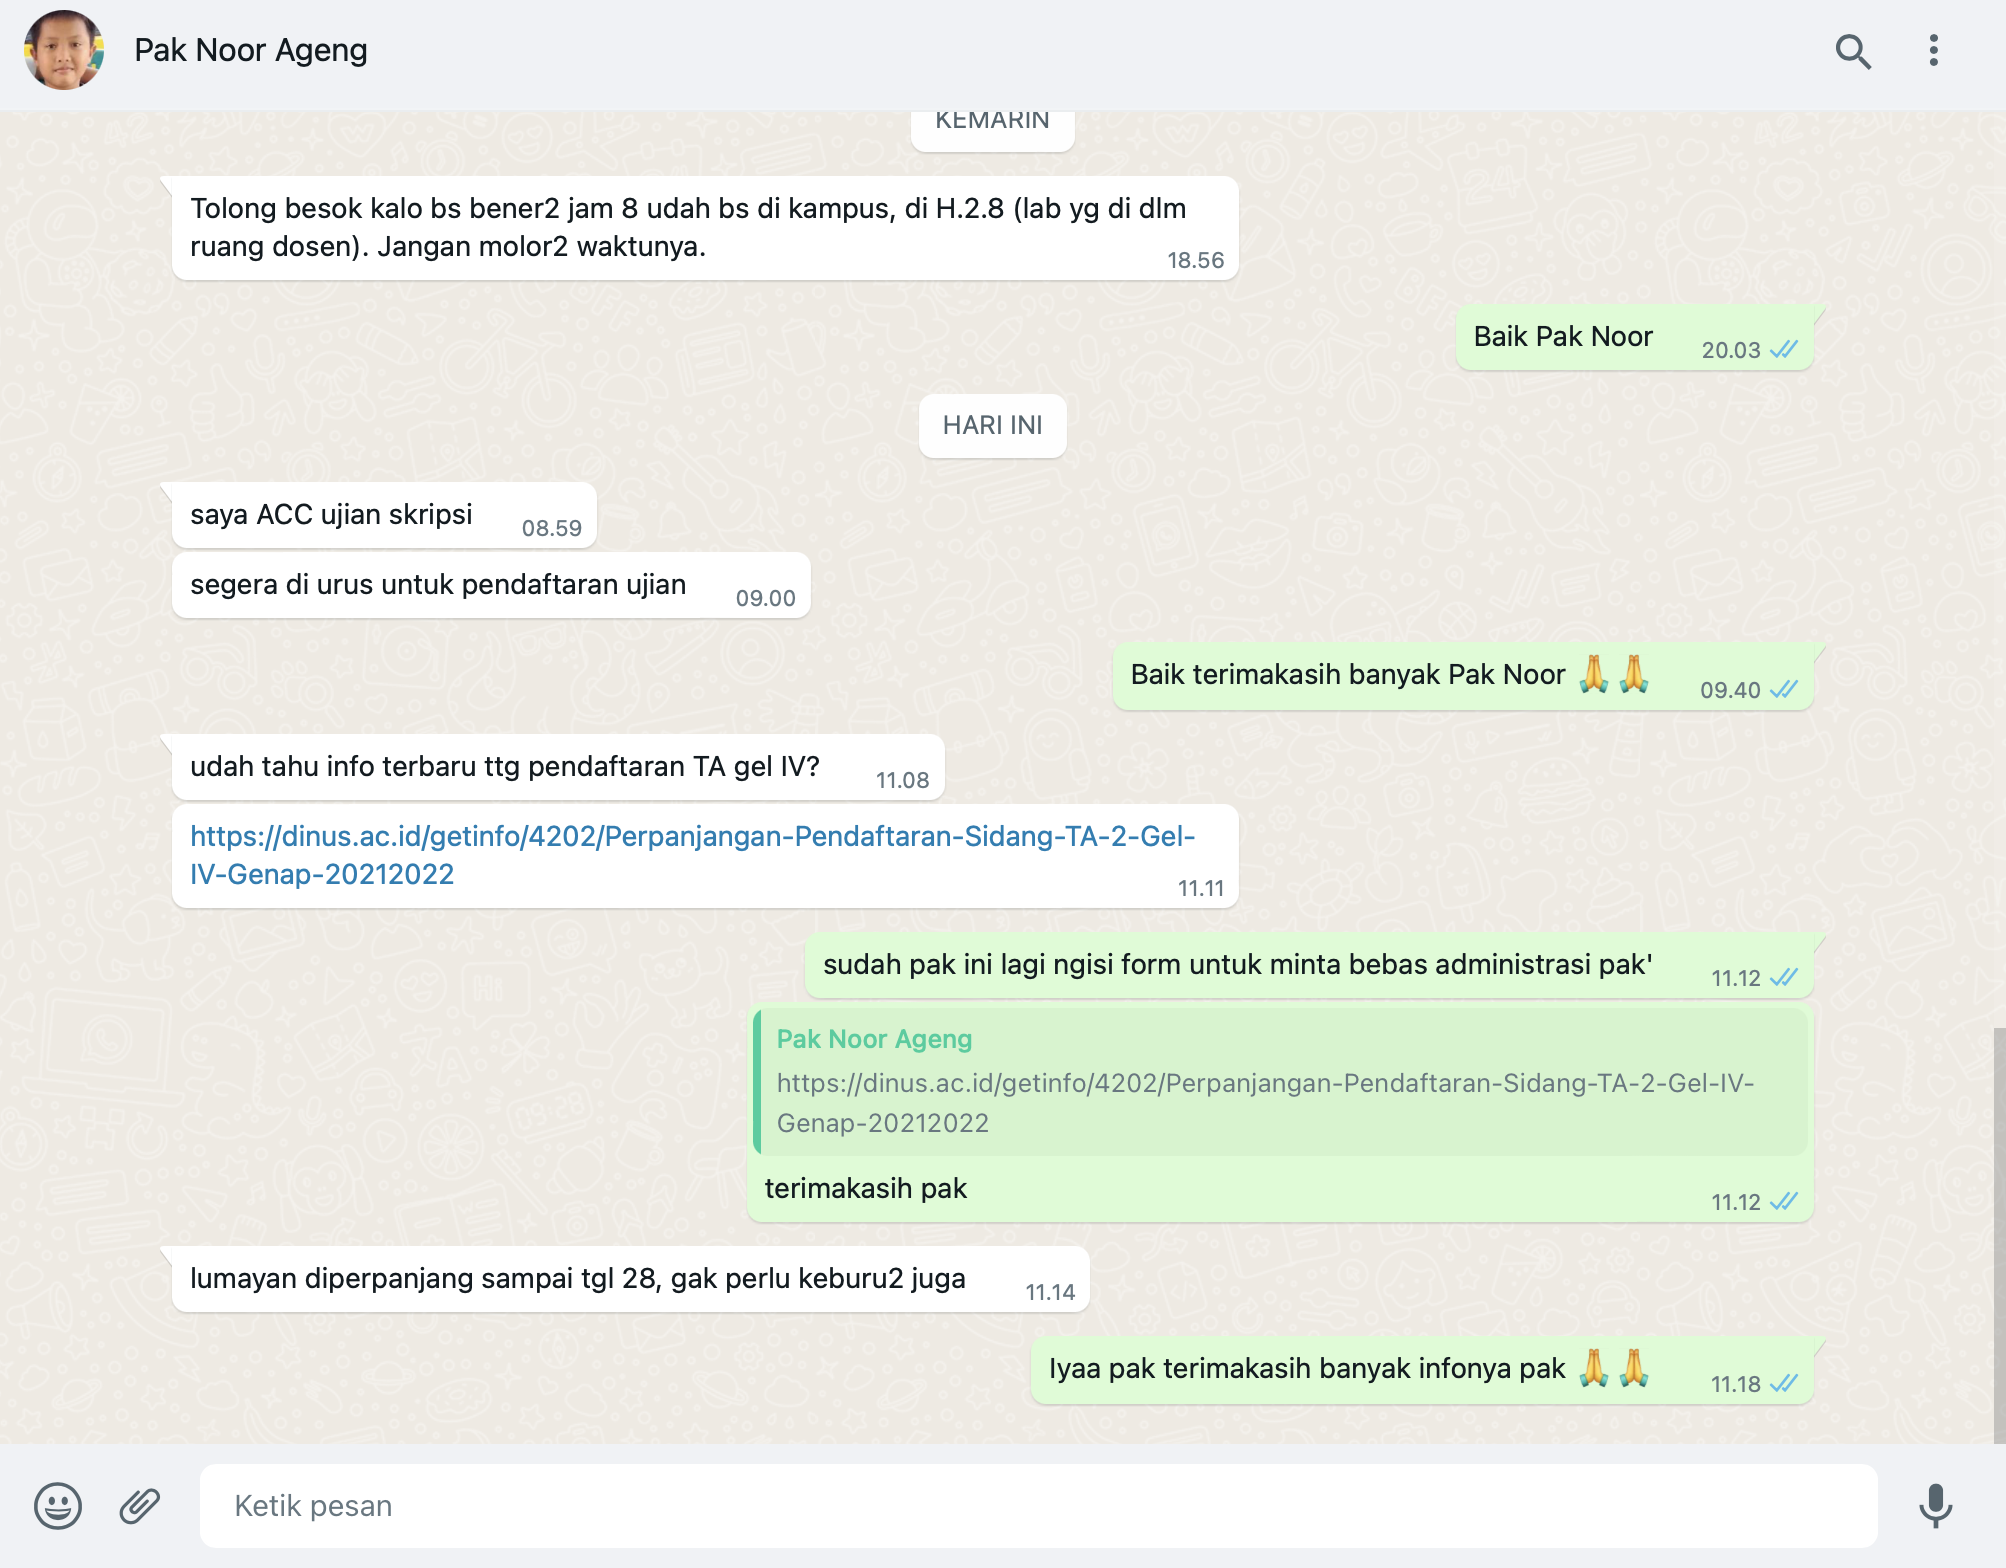 Pak Noor Ageng
KEMARIN
Tolong besok kalo bs bener2 jam 8 udah bs di kampus, di H.2.8 (lab yg di dlm
ruang dosen). Jangan molor2 waktunya.
18.56
Baik Pak Noor
20.03
HARI INI
saya ACC ujian skripsi
08.59
segera di urus untuk pendaftaran ujian
09.00
Baik terimakasih banyak Pak Noor 🙏🙏
09.40
udah tahu info terbaru ttg pendaftaran TA gel IV?
11.08
https://dinus.ac.id/getinfo/4202/Perpanjangan-Pendaftaran-Sidang-TA-2-Gel-
IV-Genap-20212022
11.11
sudah pak ini lagi ngisi form untuk minta bebas administrasi pak'
11.12
Pak Noor Ageng
https://dinus.ac.id/getinfo/4202/Perpanjangan-Pendaftaran-Sidang-TA-2-Gel-IV-
Genap-20212022
terimakasih pak
11.12
lumayan diperpanjang sampai tgl 28, gak perlu keburu2 juga
11.14
Iyaa pak terimakasih banyak infonya pak 🙏🙏
11.18
Ketik pesan